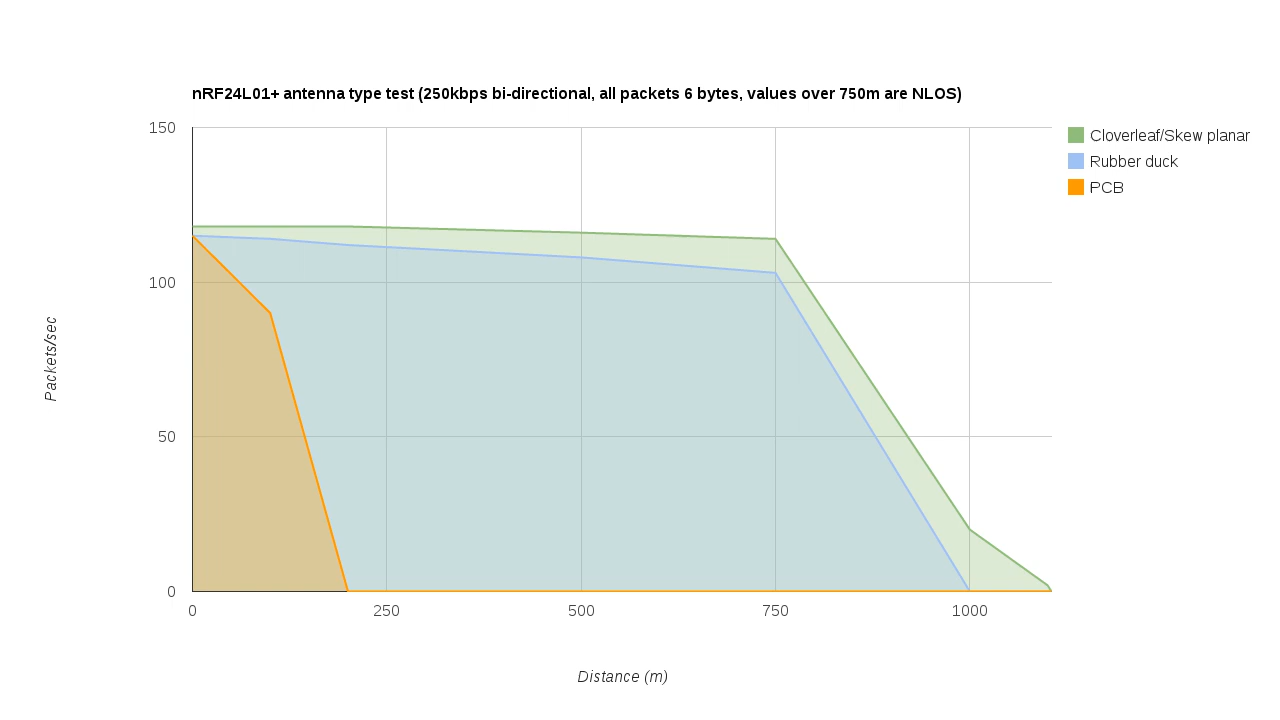 nRF24L01+ antenna type test (250kbps bi-directional, all packets 6 bytes, values over 750m are NLOS)
Cloverleaf/Skew planar
Rubber duck
PCB
150
100
50
0
Packets/sec
0 250 500 750 1000
Distance (m)